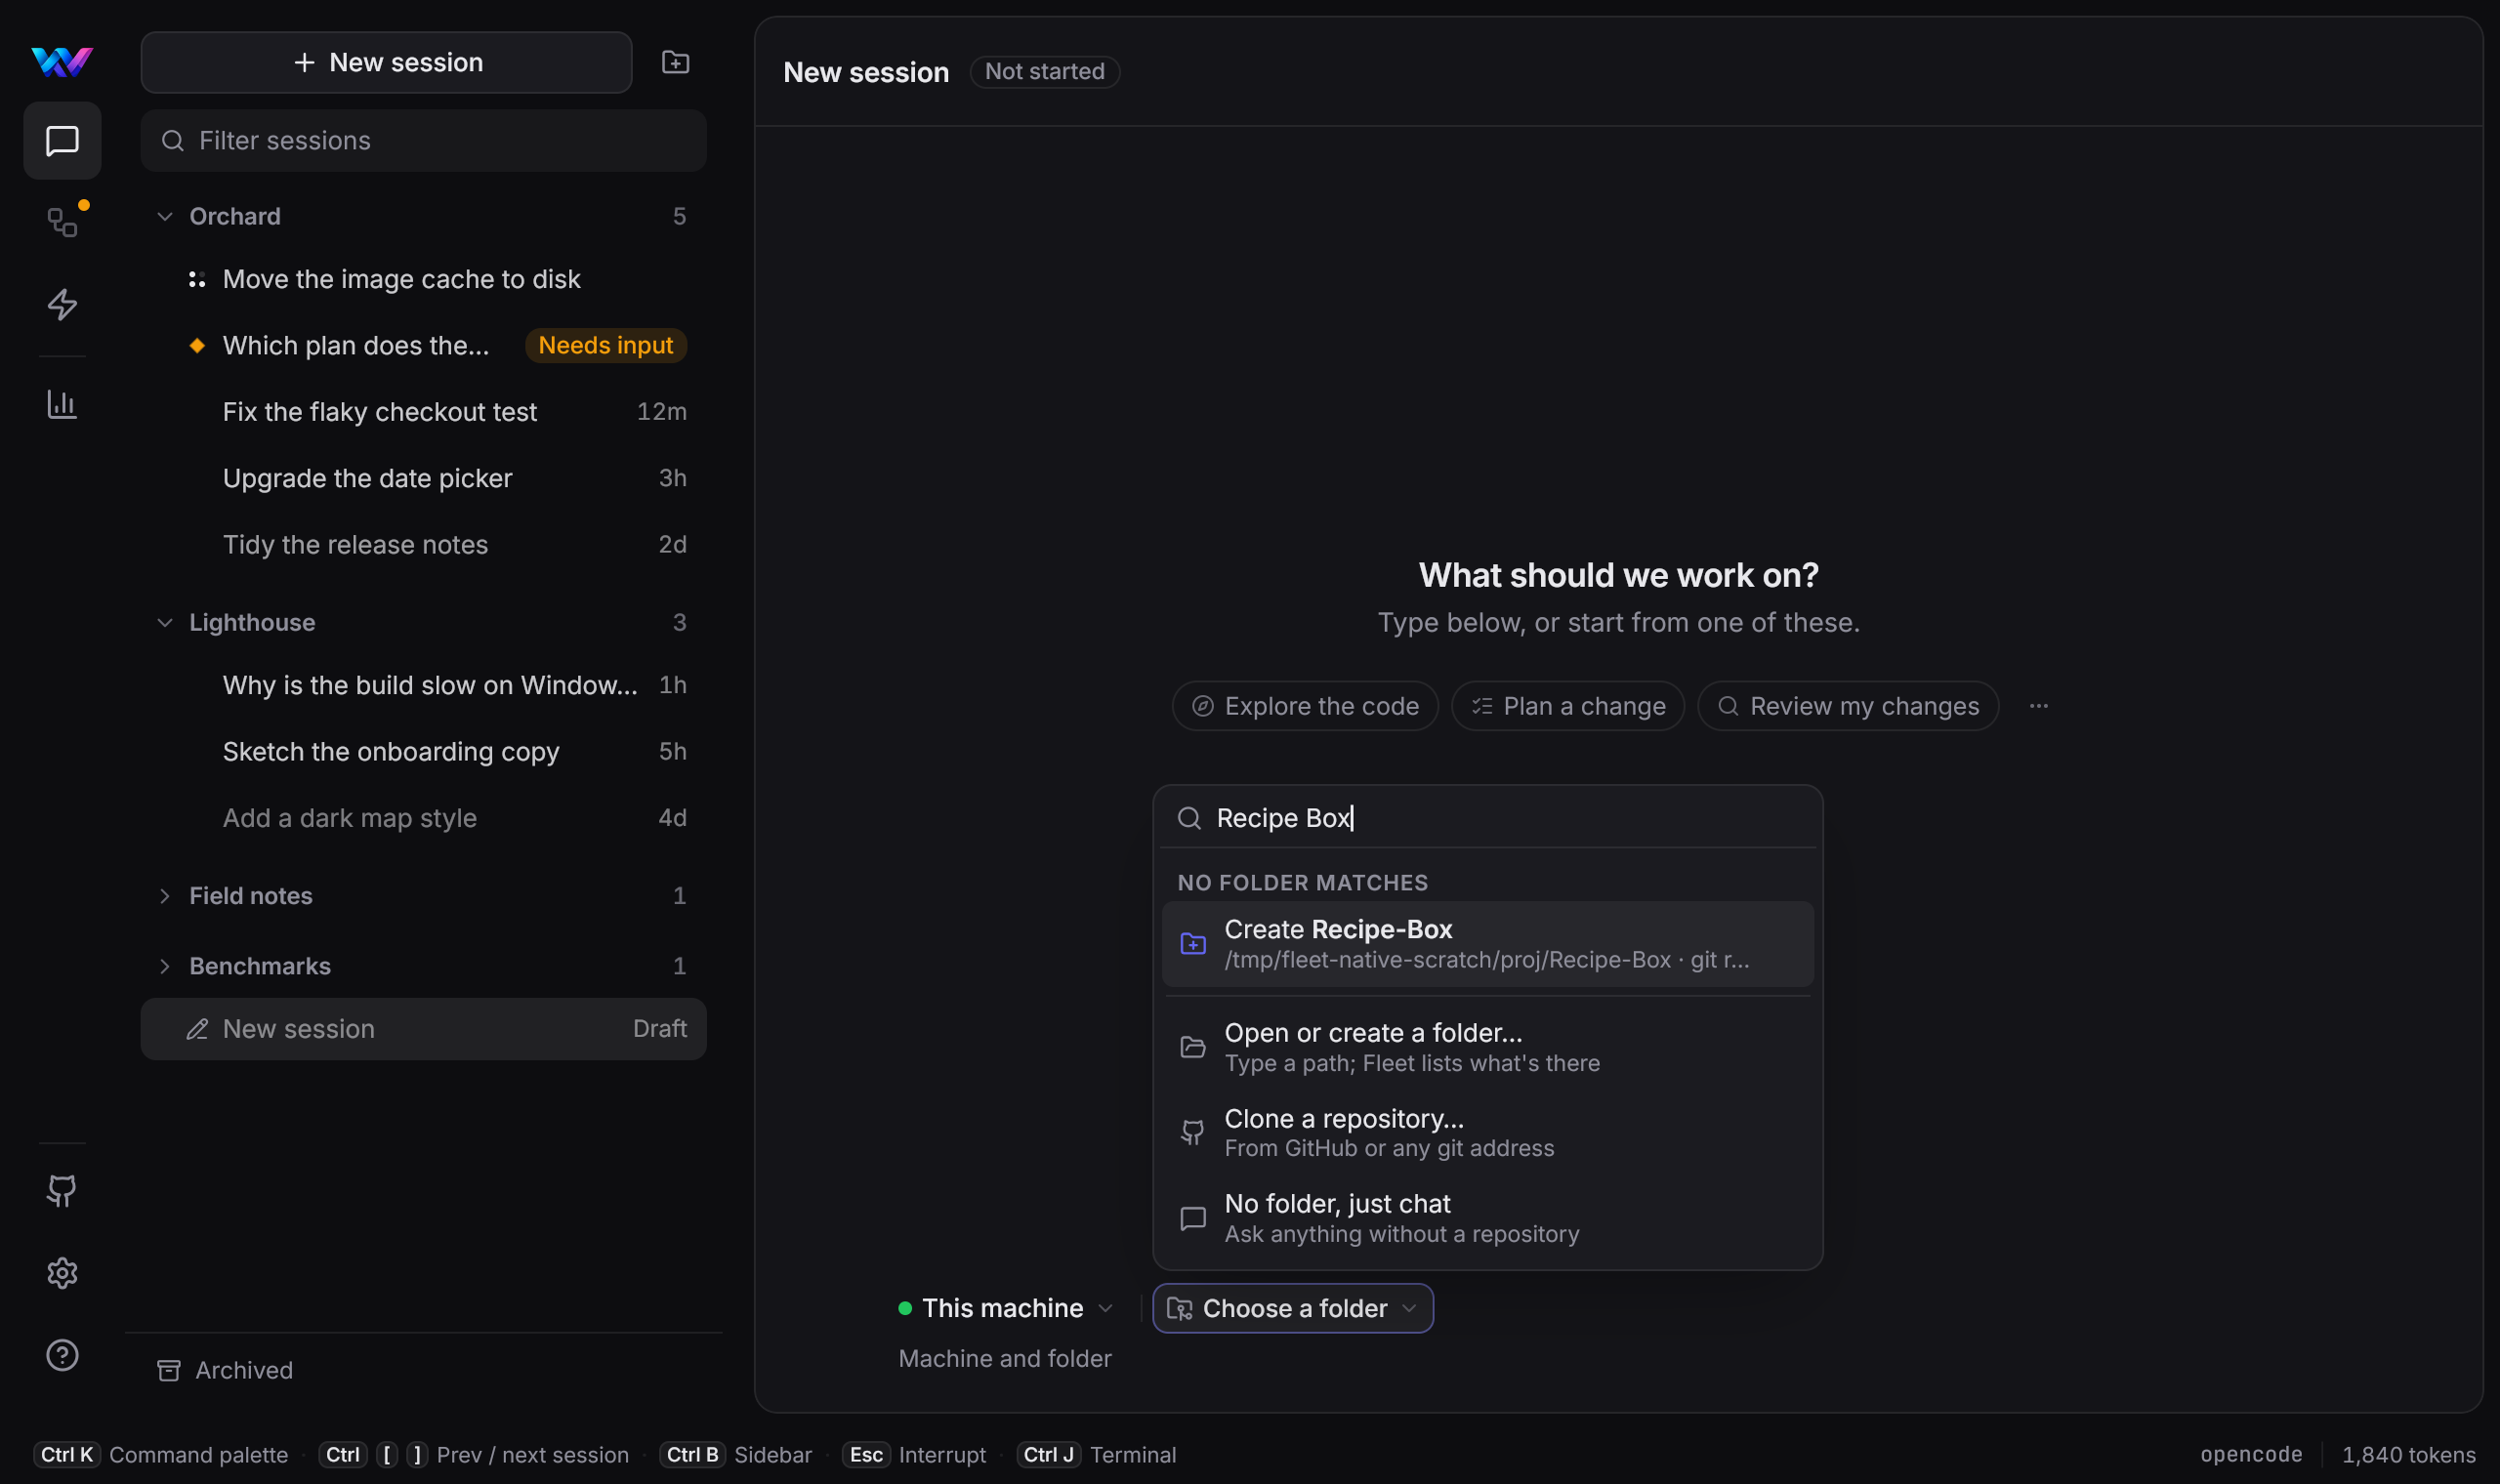 New session
Filter sessions
Orchard 5
Move the image cache to disk
Which plan does the... Needs input
Fix the flaky checkout test 12m
Upgrade the date picker 3h
Tidy the release notes 2d
Lighthouse 3
Why is the build slow on Window... 1h
Sketch the onboarding copy 5h
Add a dark map style 4d
Field notes 1
Benchmarks 1
New session Draft
Archived
New session Not started
What should we work on?
Type below, or start from one of these.
Explore the code Plan a change Review my changes
Recipe Box
NO FOLDER MATCHES
Create Recipe-Box
/tmp/fleet-native-scratch/proj/Recipe-Box · git r...
Open or create a folder...
Type a path; Fleet lists what's there
Clone a repository...
From GitHub or any git address
No folder, just chat
Ask anything without a repository
This machine Choose a folder
Machine and folder
Ctrl K Command palette · Ctrl [ ] Prev / next session · Ctrl B Sidebar · Esc Interrupt · Ctrl J Terminal
opencode 1,840 tokens